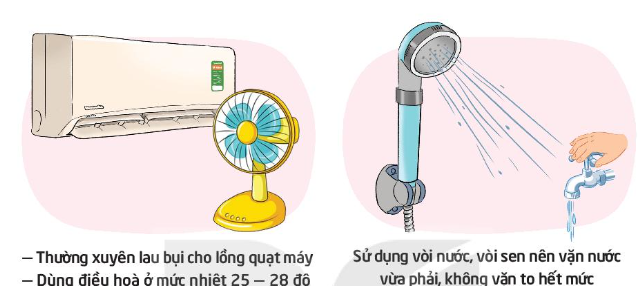 – Thường xuyên lau bụi cho lồng quạt máy
– Dùng điều hoà ở mức nhiệt 25 – 28 độ
Sử dụng vòi nước, vòi sen nên vặn nước
vừa phải, không vặn to hết mức